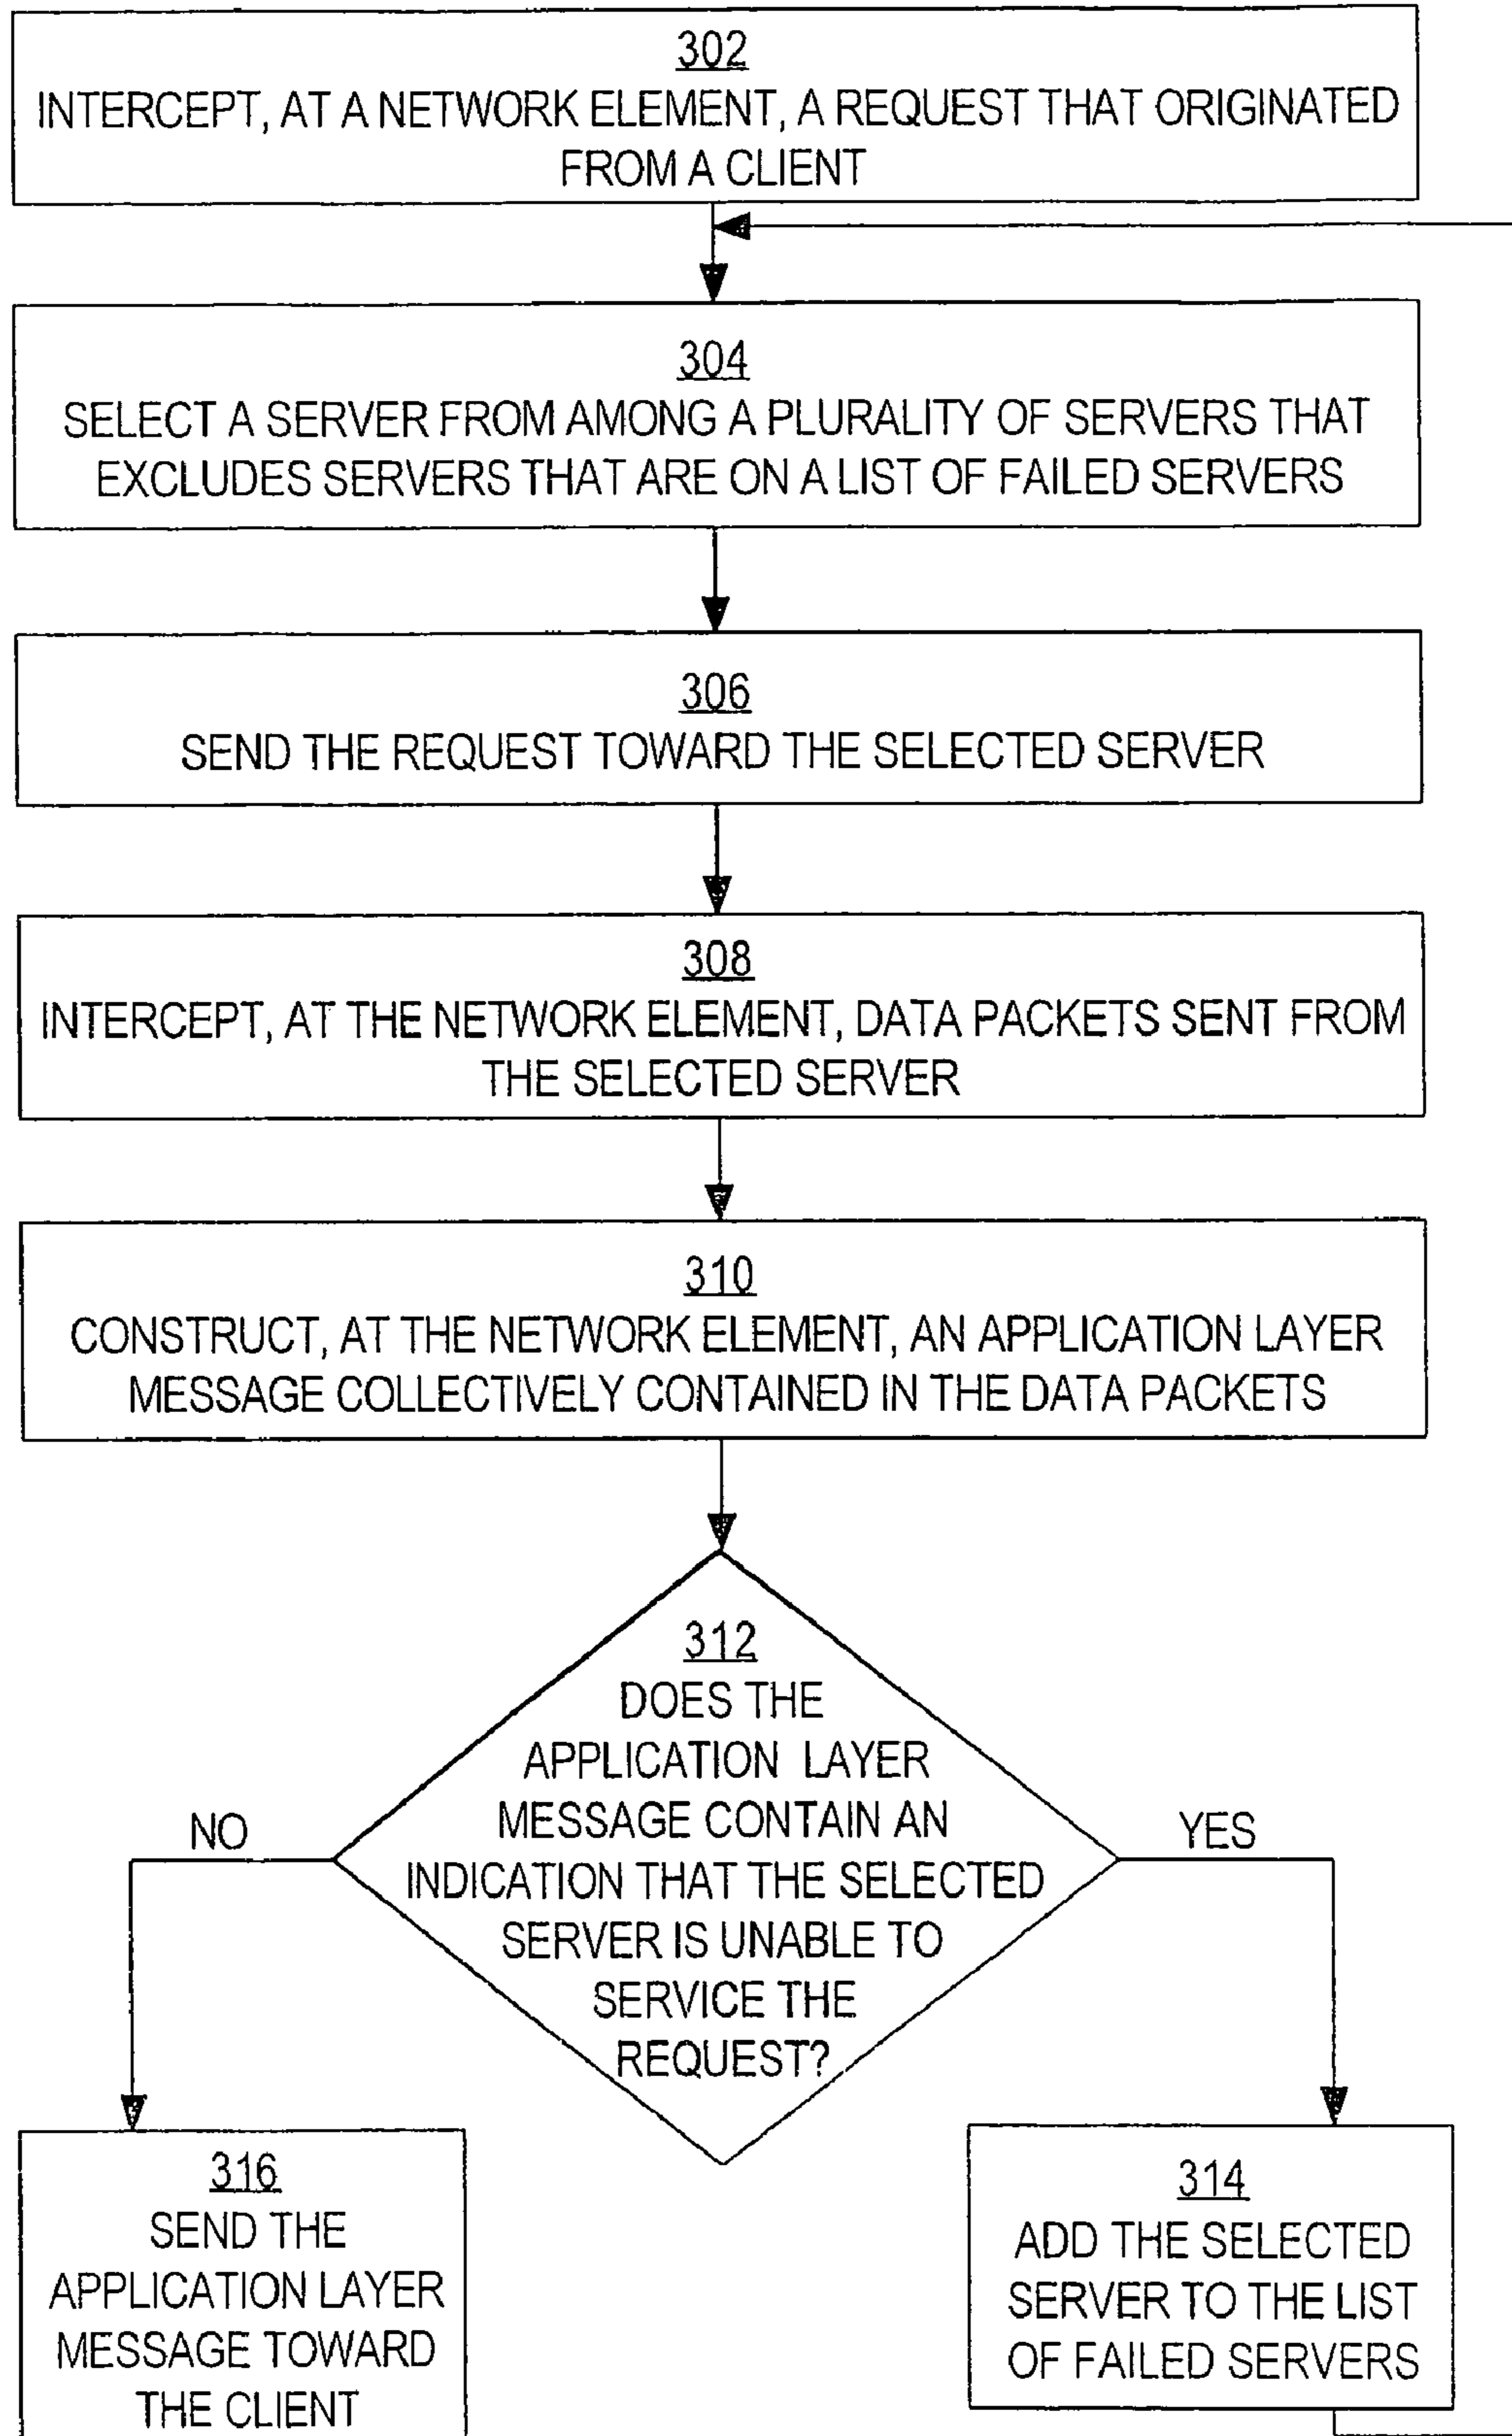 302
INTERCEPT, AT A NETWORK ELEMENT, A REQUEST THAT ORIGINATED
FROM A CLIENT
304
SELECT A SERVER FROM AMONG A PLURALITY OF SERVERS THAT
EXCLUDES SERVERS THAT ARE ON A LIST OF FAILED SERVERS
306
SEND THE REQUEST TOWARD THE SELECTED SERVER
308
INTERCEPT, AT THE NETWORK ELEMENT, DATA PACKETS SENT FROM
THE SELECTED SERVER
310
CONSTRUCT, AT THE NETWORK ELEMENT, AN APPLICATION LAYER
MESSAGE COLLECTIVELY CONTAINED IN THE DATA PACKETS
312
DOES THE
APPLICATION LAYER
MESSAGE CONTAIN AN
INDICATION THAT THE SELECTED
SERVER IS UNABLE TO
SERVICE THE
REQUEST?
NO
YES
316
SEND THE
APPLICATION LAYER
MESSAGE TOWARD
THE CLIENT
314
ADD THE SELECTED
SERVER TO THE LIST
OF FAILED SERVERS